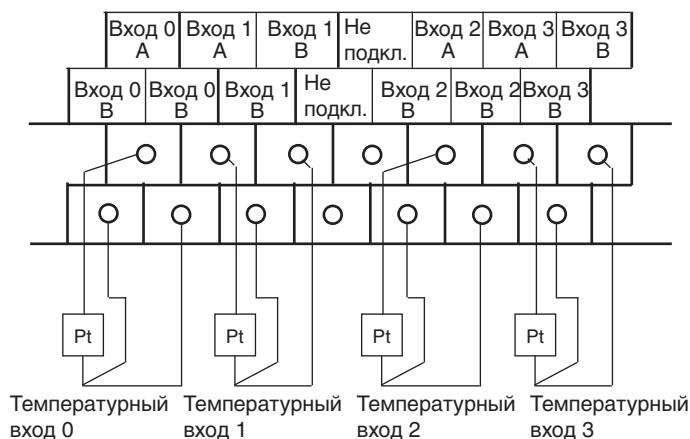 Вход 0 Вход 1 Вход 1 Не Вход 2 Вход 3 Вход 3
A A B подкл. A A B
Вход 0 Вход 0 Вход 1 Не Вход 2 Вход 2 Вход 3
B B B подкл. B B B
Pt Pt Pt Pt
Температурный Температурный Температурный Температурный
вход 0 вход 1 вход 2 вход 3